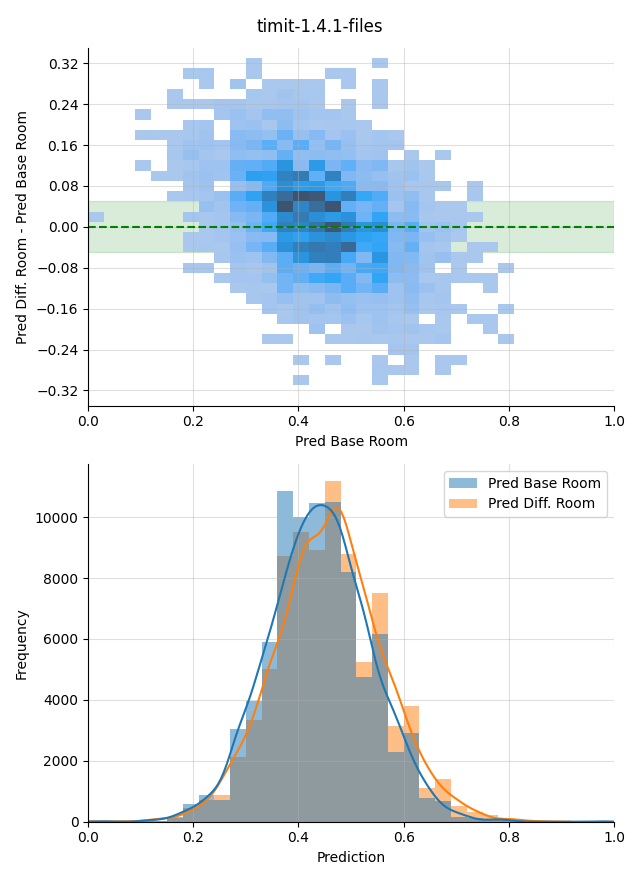 timit-1.4.1-files
0.32
0.24
0.16
0.08
0.00
−0.08
−0.16
−0.24
−0.32
Pred Diff. Room - Pred Base Room
0.0 0.2 0.4 0.6 0.8 1.0
Pred Base Room
Pred Base Room
Pred Diff. Room
10000
8000
6000
4000
2000
0
Frequency
0.0 0.2 0.4 0.6 0.8 1.0
Prediction